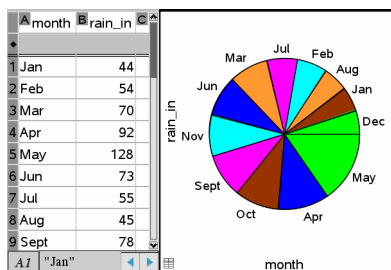 A month B rain_in C
1 Jan 44
2 Feb 54
3 Mar 70
4 Apr 92
5 May 128
6 Jun 73
7 Jul 55
8 Aug 45
9 Sept 78
A1 "Jan"
rain_in
Jul
Feb
Mar
Aug
Jan
Jun
Dec
Nov
May
Sept
Oct
Apr
month